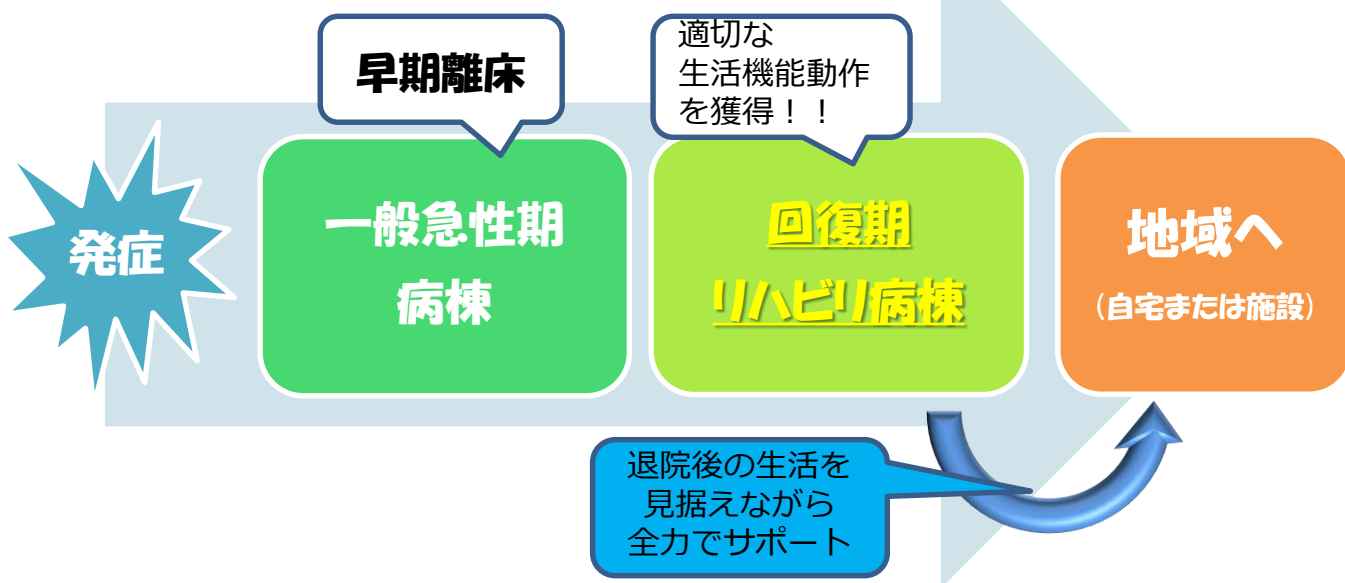 早期離床
適切な
生活機能動作
を獲得！！
発症
一般急性期
病棟
回復期
リハビリ病棟
地域へ
(自宅または施設)
退院後の生活を
見据えながら
全力でサポート